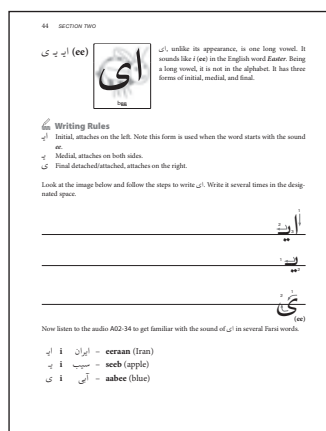 44 SECTION TWO
ایـ یـ ی (ee)
ای
bee
ای, unlike its appearance, is one long vowel. It
sounds like i (ee) in the English word Easter. Being
a long vowel, it is not in the alphabet. It has three
forms of initial, medial, and final.
Writing Rules
ایـ Initial, attaches on the left. Note this form is used when the word starts with the sound
ee.
یـ Medial, attaches on both sides.
ی Final detached/attached, attaches on the right.
Look at the image below and follow the steps to write ای. Write it several times in the desig-
nated space.
ایـ
یـ
ی
(ee)
Now listen to the audio A02-34 to get familiar with the sound of ای in several Farsi words.
ایـ i ایران – eeraan (Iran)
یـ i سیب – seeb (apple)
ی i آبی – aabee (blue)